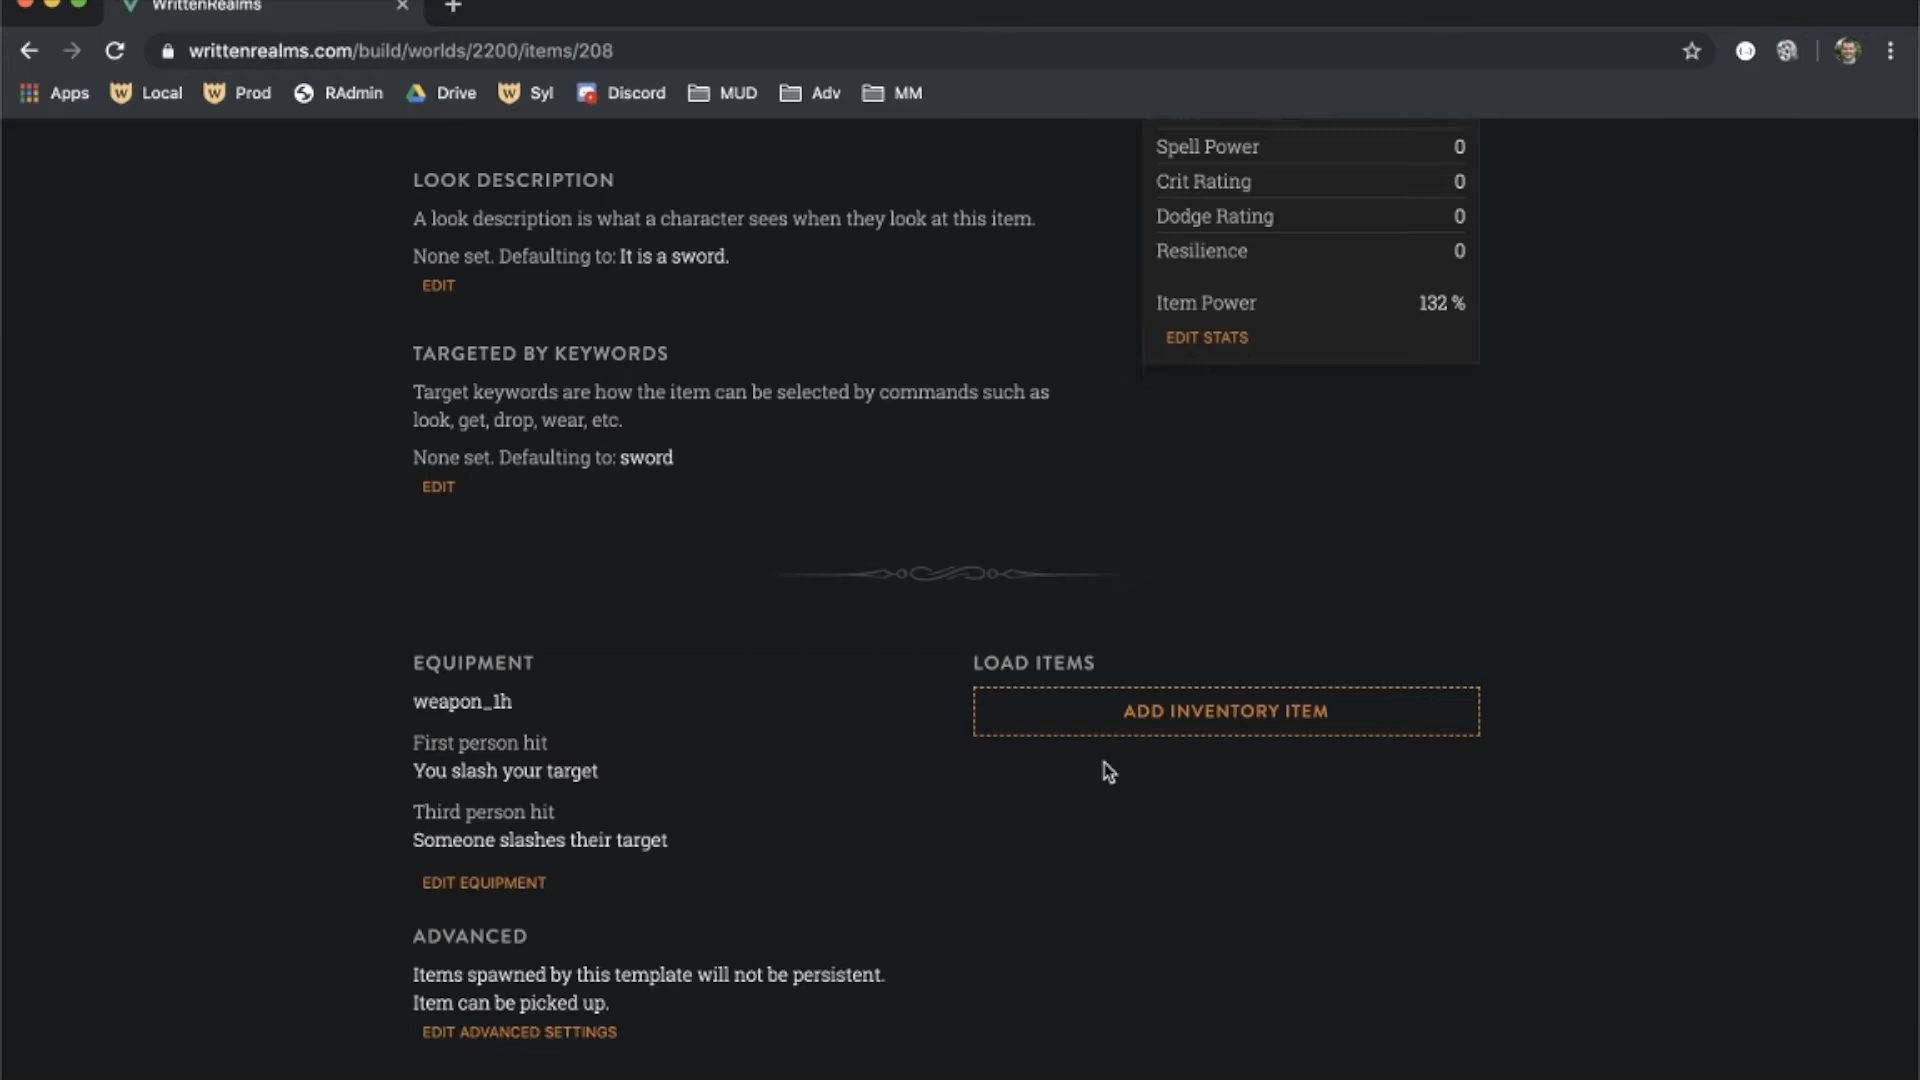 WrittenRealms
writtenrealms.com/build/worlds/2200/items/208
Apps Local Prod RAdmin Drive Syl Discord MUD Adv MM
LOOK DESCRIPTION
A look description is what a character sees when they look at this item.
None set. Defaulting to: It is a sword.
EDIT
TARGETED BY KEYWORDS
Target keywords are how the item can be selected by commands such as
look, get, drop, wear, etc.
None set. Defaulting to: sword
EDIT
Spell Power 0
Crit Rating 0
Dodge Rating 0
Resilience 0
Item Power 132 %
EDIT STATS
EQUIPMENT
weapon_1h
First person hit
You slash your target
Third person hit
Someone slashes their target
EDIT EQUIPMENT
ADVANCED
Items spawned by this template will not be persistent.
Item can be picked up.
EDIT ADVANCED SETTINGS
LOAD ITEMS
ADD INVENTORY ITEM